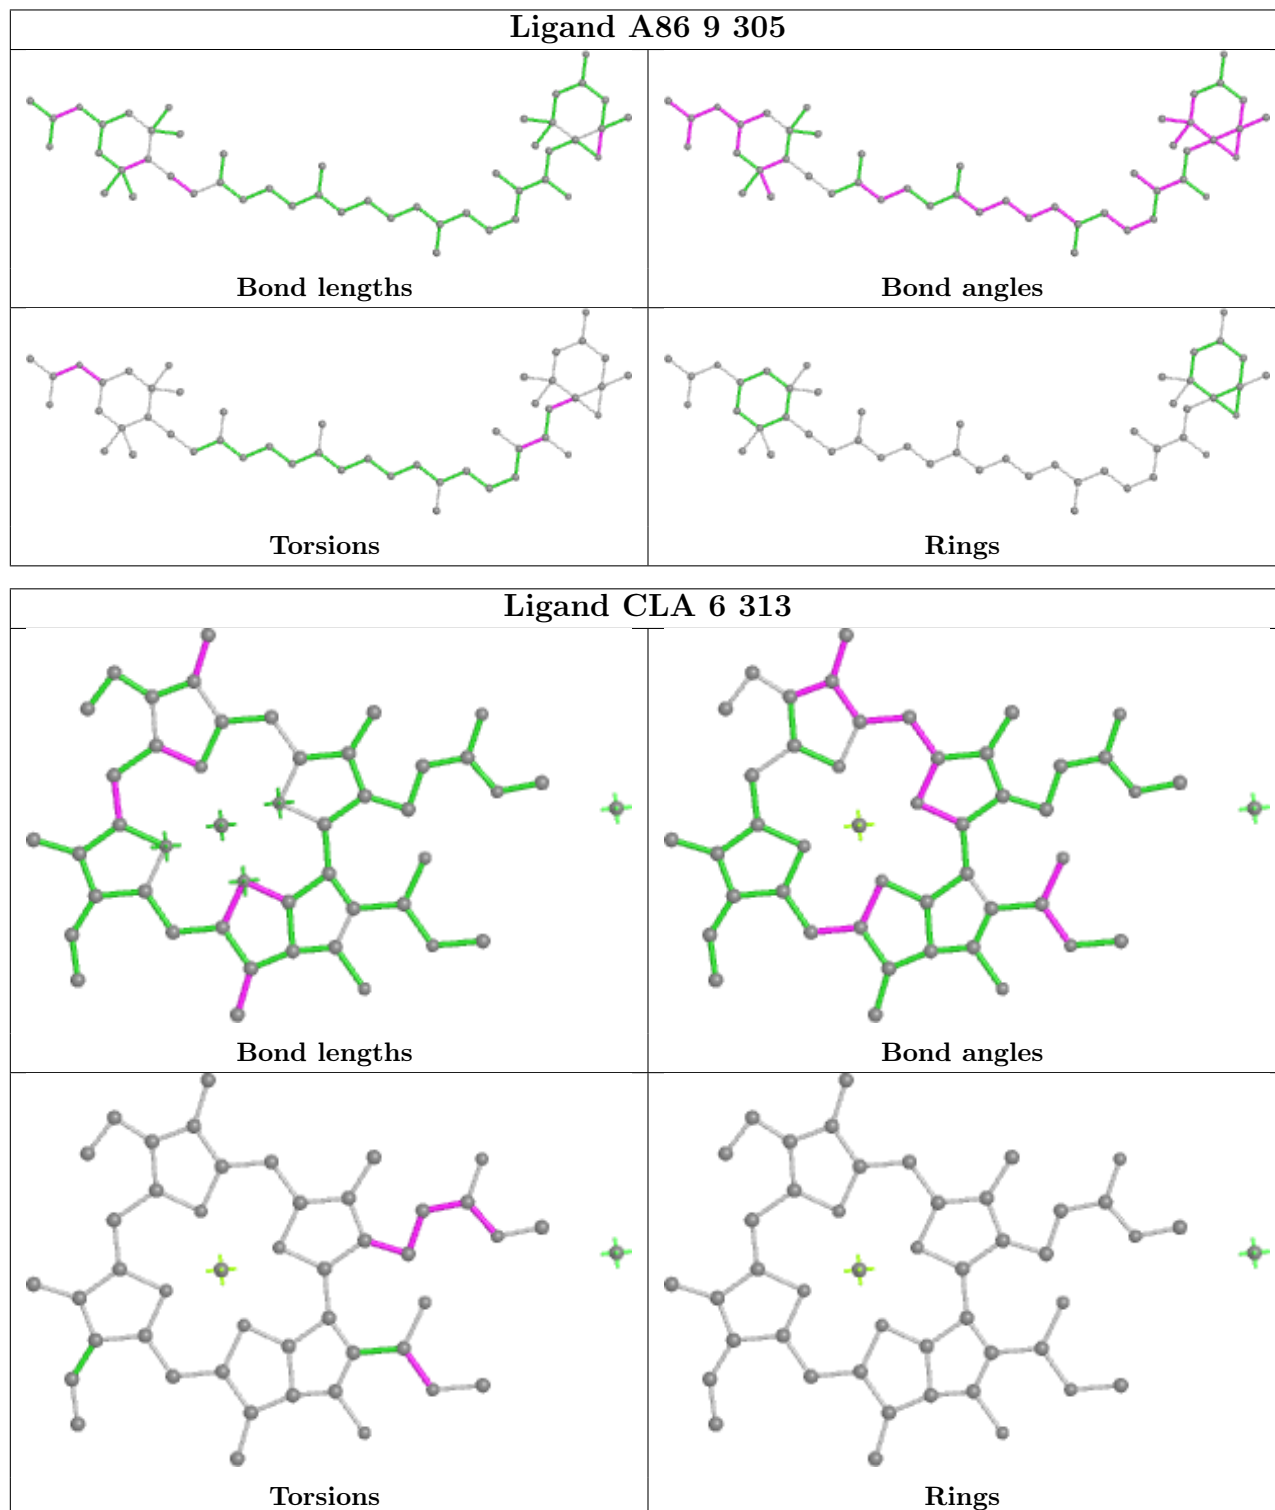 Ligand A86 9 305
Bond lengths
Bond angles
Torsions
Rings
Ligand CLA 6 313
Bond lengths
Bond angles
Torsions
Rings